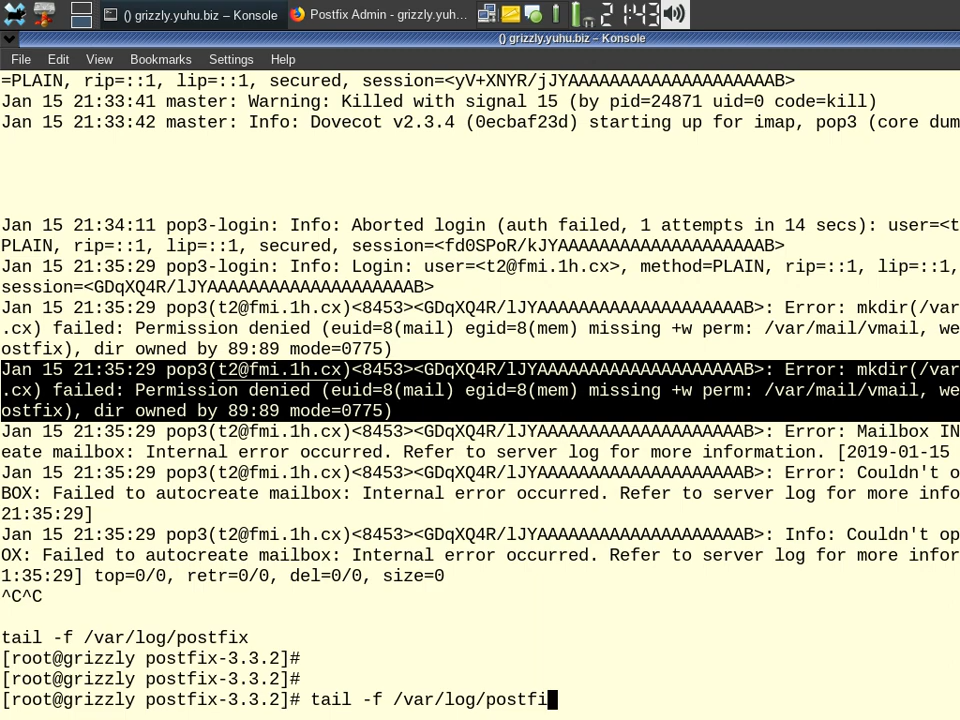 () grizzly.yuhu.biz – Konsole
Postfix Admin - grizzly.yuh...
21:43
() grizzly.yuhu.biz – Konsole
File Edit View Bookmarks Settings Help
=PLAIN, rip=::1, lip=::1, secured, session=<yV+XNYR/jJYAAAAAAAAAAAAAAAAAAAAB>
Jan 15 21:33:41 master: Warning: Killed with signal 15 (by pid=24871 uid=0 code=kill)
Jan 15 21:33:42 master: Info: Dovecot v2.3.4 (0ecbaf23d) starting up for imap, pop3 (core dum
Jan 15 21:34:11 pop3-login: Info: Aborted login (auth failed, 1 attempts in 14 secs): user=<t
PLAIN, rip=::1, lip=::1, secured, session=<fd0SPoR/kJYAAAAAAAAAAAAAAAAAAAAB>
Jan 15 21:35:29 pop3-login: Info: Login: user=<t2@fmi.1h.cx>, method=PLAIN, rip=::1, lip=::1,
session=<GDqXQ4R/lJYAAAAAAAAAAAAAAAAAAAAB>
Jan 15 21:35:29 pop3(t2@fmi.1h.cx)<8453><GDqXQ4R/lJYAAAAAAAAAAAAAAAAAAAAB>: Error: mkdir(/var
.cx) failed: Permission denied (euid=8(mail) egid=8(mem) missing +w perm: /var/mail/vmail, we
ostfix), dir owned by 89:89 mode=0775)
Jan 15 21:35:29 pop3(t2@fmi.1h.cx)<8453><GDqXQ4R/lJYAAAAAAAAAAAAAAAAAAAAB>: Error: mkdir(/var
.cx) failed: Permission denied (euid=8(mail) egid=8(mem) missing +w perm: /var/mail/vmail, we
ostfix), dir owned by 89:89 mode=0775)
Jan 15 21:35:29 pop3(t2@fmi.1h.cx)<8453><GDqXQ4R/lJYAAAAAAAAAAAAAAAAAAAAB>: Error: Mailbox IN
eate mailbox: Internal error occurred. Refer to server log for more information. [2019-01-15
Jan 15 21:35:29 pop3(t2@fmi.1h.cx)<8453><GDqXQ4R/lJYAAAAAAAAAAAAAAAAAAAAB>: Error: Couldn't o
BOX: Failed to autocreate mailbox: Internal error occurred. Refer to server log for more info
21:35:29]
Jan 15 21:35:29 pop3(t2@fmi.1h.cx)<8453><GDqXQ4R/lJYAAAAAAAAAAAAAAAAAAAAB>: Info: Couldn't op
OX: Failed to autocreate mailbox: Internal error occurred. Refer to server log for more infor
1:35:29] top=0/0, retr=0/0, del=0/0, size=0
^C^C
tail -f /var/log/postfix
[root@grizzly postfix-3.3.2]#
[root@grizzly postfix-3.3.2]#
[root@grizzly postfix-3.3.2]# tail -f /var/log/postfi